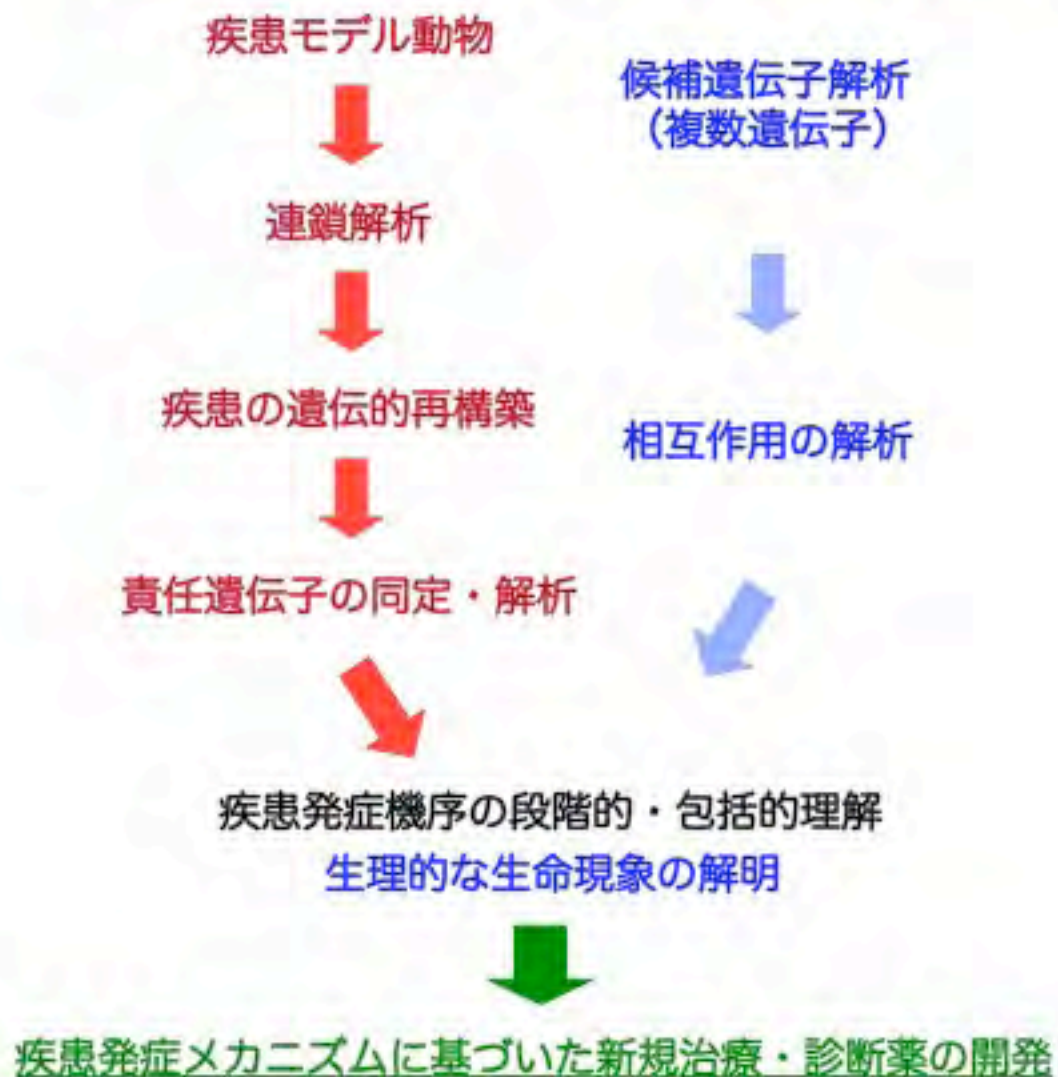 疾患モデル動物
連鎖解析
疾患の遺伝的再構築
責任遺伝子の同定・解析
候補遺伝子解析
（複数遺伝子）
相互作用の解析
疾患発症機序の段階的・包括的理解
生理的な生命現象の解明
疾患発症メカニズムに基づいた新規治療・診断薬の開発